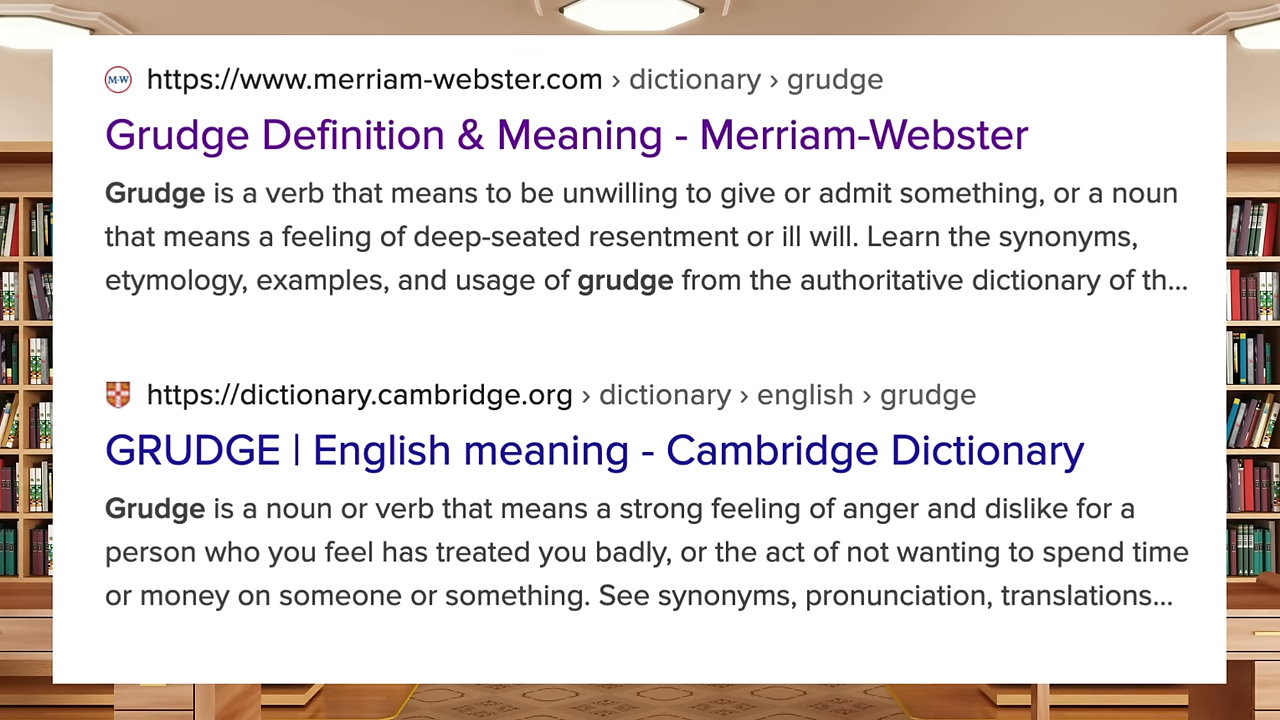 M-W https://www.merriam-webster.com › dictionary › grudge
Grudge Definition & Meaning - Merriam-Webster
Grudge is a verb that means to be unwilling to give or admit something, or a noun
that means a feeling of deep-seated resentment or ill will. Learn the synonyms,
etymology, examples, and usage of grudge from the authoritative dictionary of th...
https://dictionary.cambridge.org › dictionary › english › grudge
GRUDGE | English meaning - Cambridge Dictionary
Grudge is a noun or verb that means a strong feeling of anger and dislike for a
person who you feel has treated you badly, or the act of not wanting to spend time
or money on someone or something. See synonyms, pronunciation, translations...